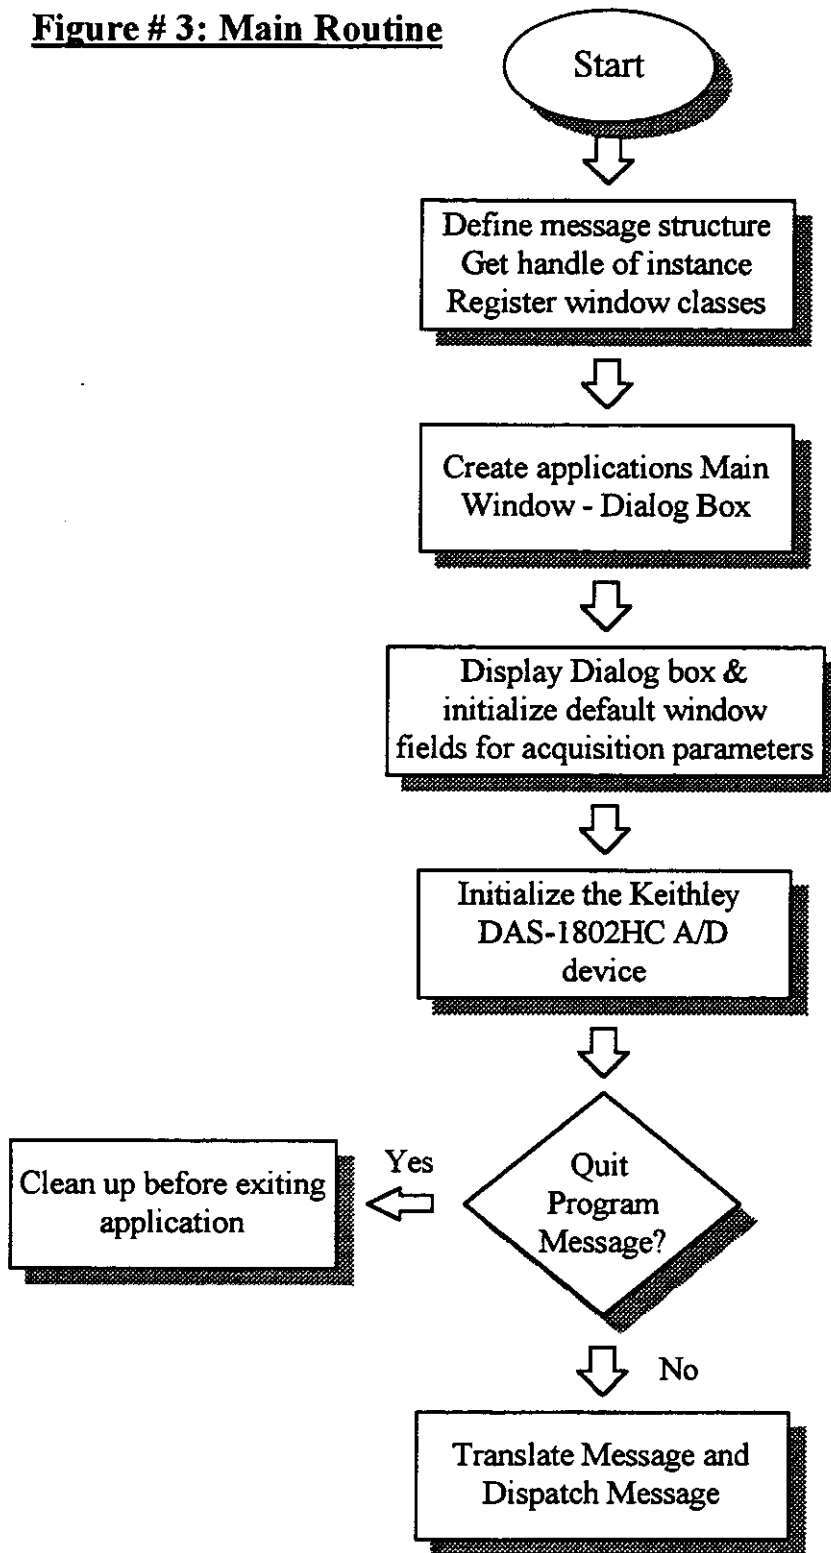 Figure # 3: Main Routine
Start
Define message structure
Get handle of instance
Register window classes
Create applications Main
Window - Dialog Box
Display Dialog box &
initialize default window
fields for acquisition parameters
Initialize the Keithley
DAS-1802HC A/D
device
Quit
Program
Message?
Yes
Clean up before exiting
application
No
Translate Message and
Dispatch Message